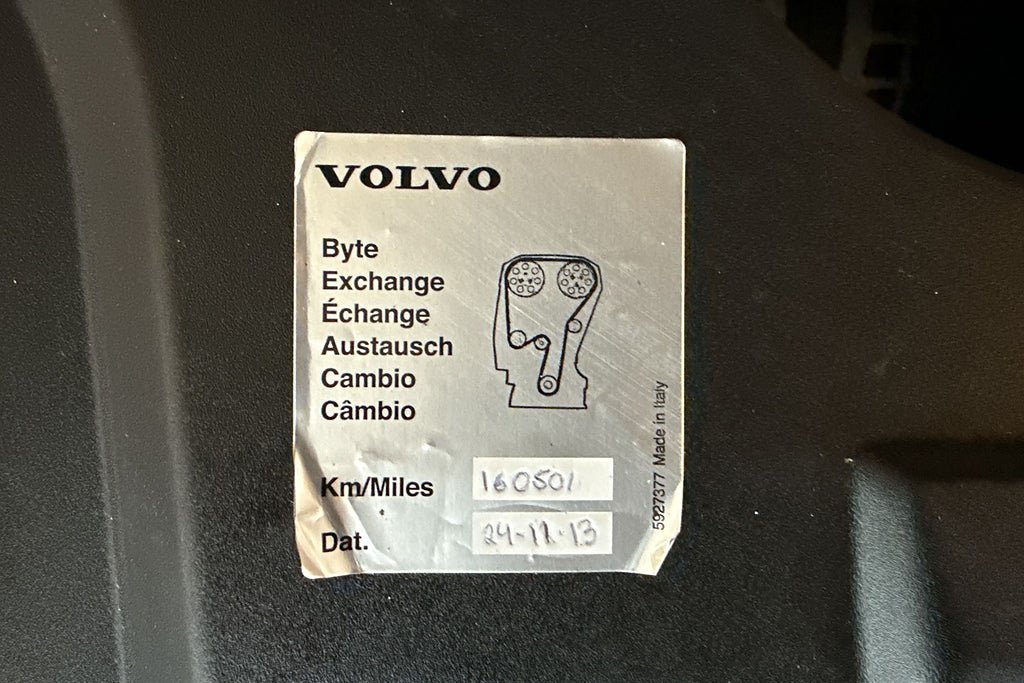 VOLVO
Byte
Exchange
Échange
Austausch
Cambio
Câmbio
Km/Miles 160501
Dat. 24-11-13
5927377 Made in Italy